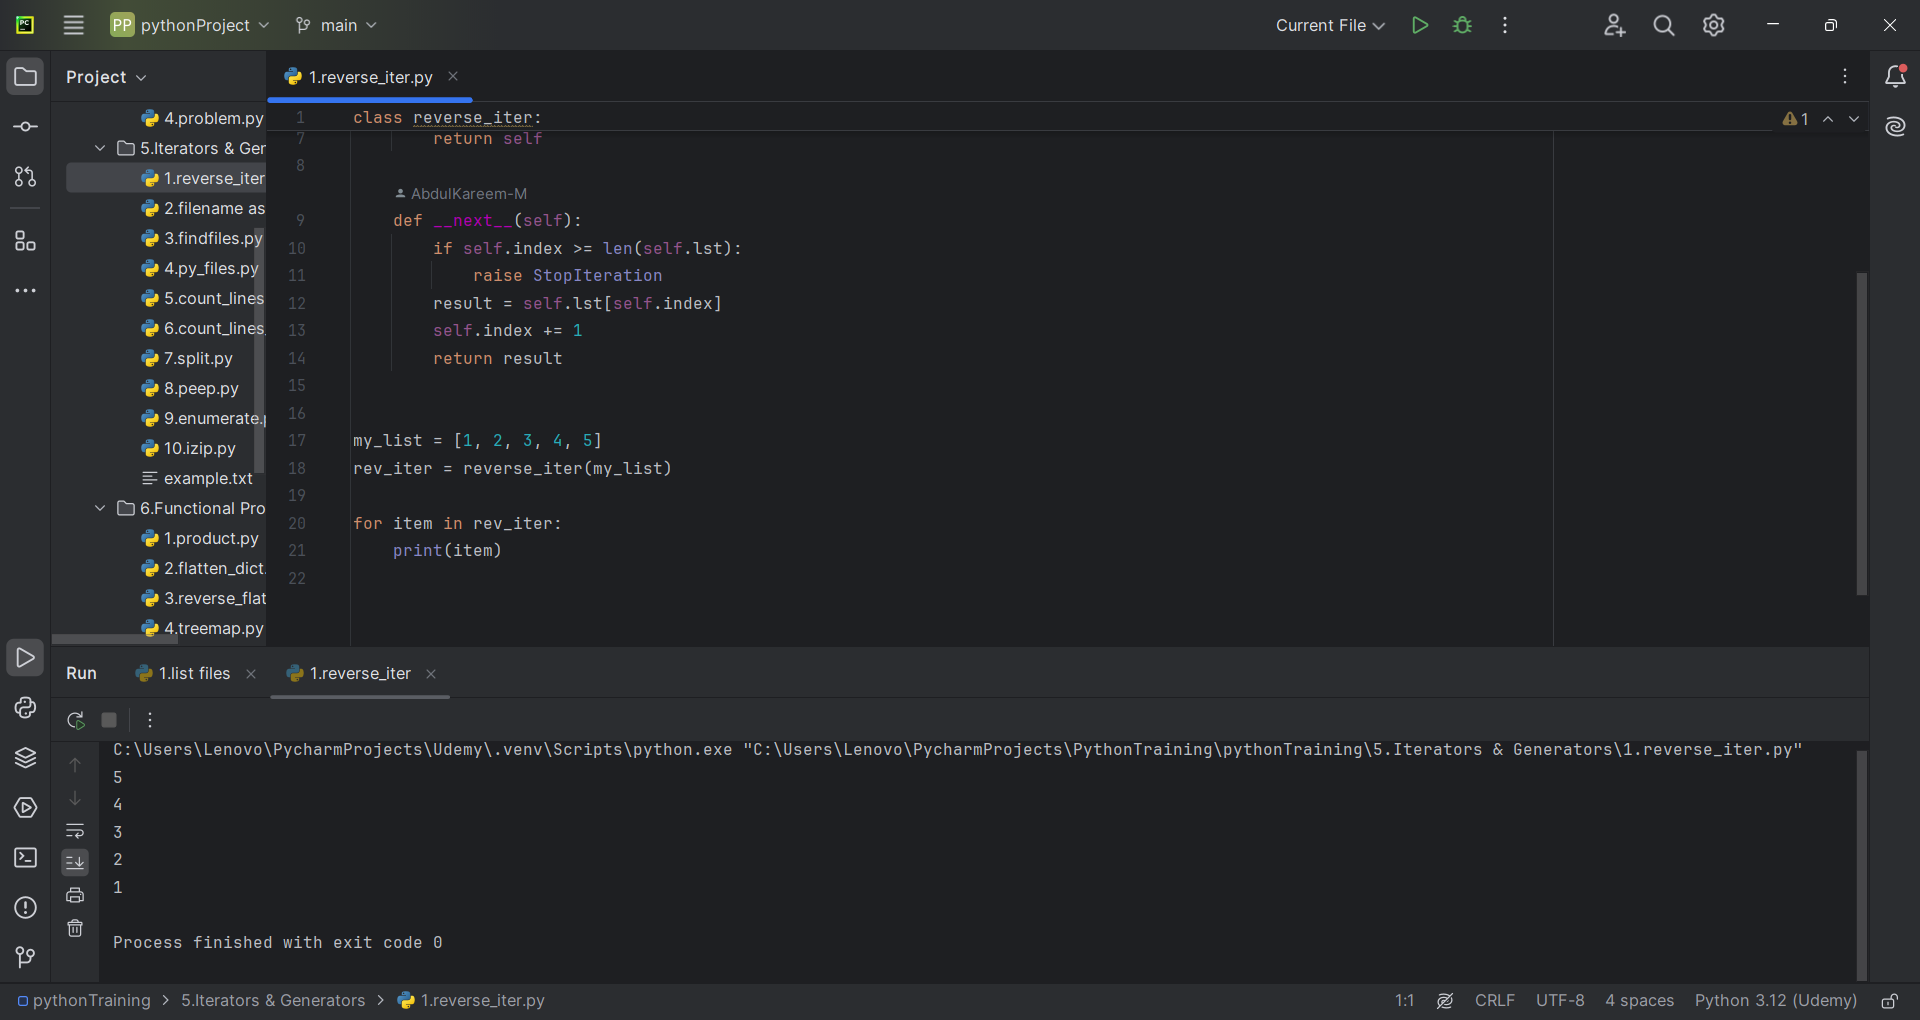 PC
PP pythonProject main Current File
Project
1.reverse_iter.py
4.problem.py
5.Iterators & Ger
1.reverse_iter
2.filename as
3.findfiles.py
4.py_files.py
5.count_lines
6.count_lines_
7.split.py
8.peep.py
9.enumerate.p
10.izip.py
example.txt
6.Functional Pro
1.product.py
2.flatten_dict.
3.reverse_flat
4.treemap.py
1 class reverse_iter:
1
7 return self
8
AbdulKareem-M
9 def __next__(self):
10 if self.index >= len(self.lst):
11 raise StopIteration
12 result = self.lst[self.index]
13 self.index += 1
14 return result
15
16
17 my_list = [1, 2, 3, 4, 5]
18 rev_iter = reverse_iter(my_list)
19
20 for item in rev_iter:
21 print(item)
22
Run 1.list files 1.reverse_iter
C:\Users\Lenovo\PycharmProjects\Udemy\.venv\Scripts\python.exe "C:\Users\Lenovo\PycharmProjects\PythonTraining\pythonTraining\5.Iterators & Generators\1.reverse_iter.py"
5
4
3
2
1
Process finished with exit code 0
pythonTraining > 5.Iterators & Generators > 1.reverse_iter.py
1:1 CRLF UTF-8 4 spaces Python 3.12 (Udemy)